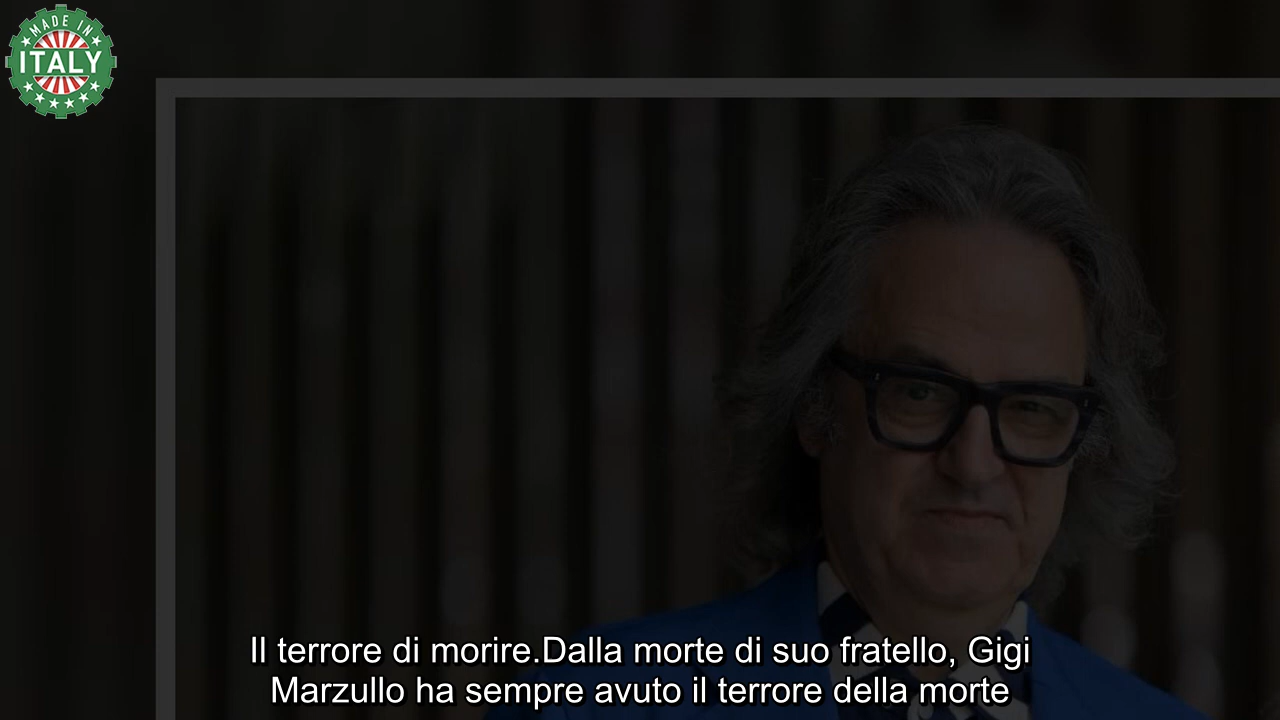 MADE IN
ITALY
Il terrore di morire.Dalla morte di suo fratello, Gigi
Marzullo ha sempre avuto il terrore della morte